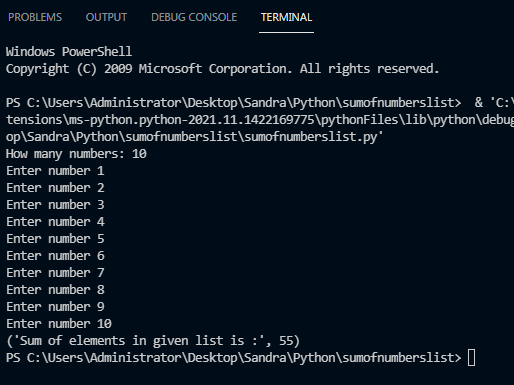 PROBLEMS OUTPUT DEBUG CONSOLE TERMINAL
Windows PowerShell
Copyright (C) 2009 Microsoft Corporation. All rights reserved.
PS C:\Users\Administrator\Desktop\Sandra\Python\sumofnumberslist>  & 'C:\
tensions\ms-python.python-2021.11.1422169775\pythonFiles\lib\python\debug
op\Sandra\Python\sumofnumberslist\sumofnumberslist.py'
How many numbers: 10
Enter number 1
Enter number 2
Enter number 3
Enter number 4
Enter number 5
Enter number 6
Enter number 7
Enter number 8
Enter number 9
Enter number 10
('Sum of elements in given list is :', 55)
PS C:\Users\Administrator\Desktop\Sandra\Python\sumofnumberslist>